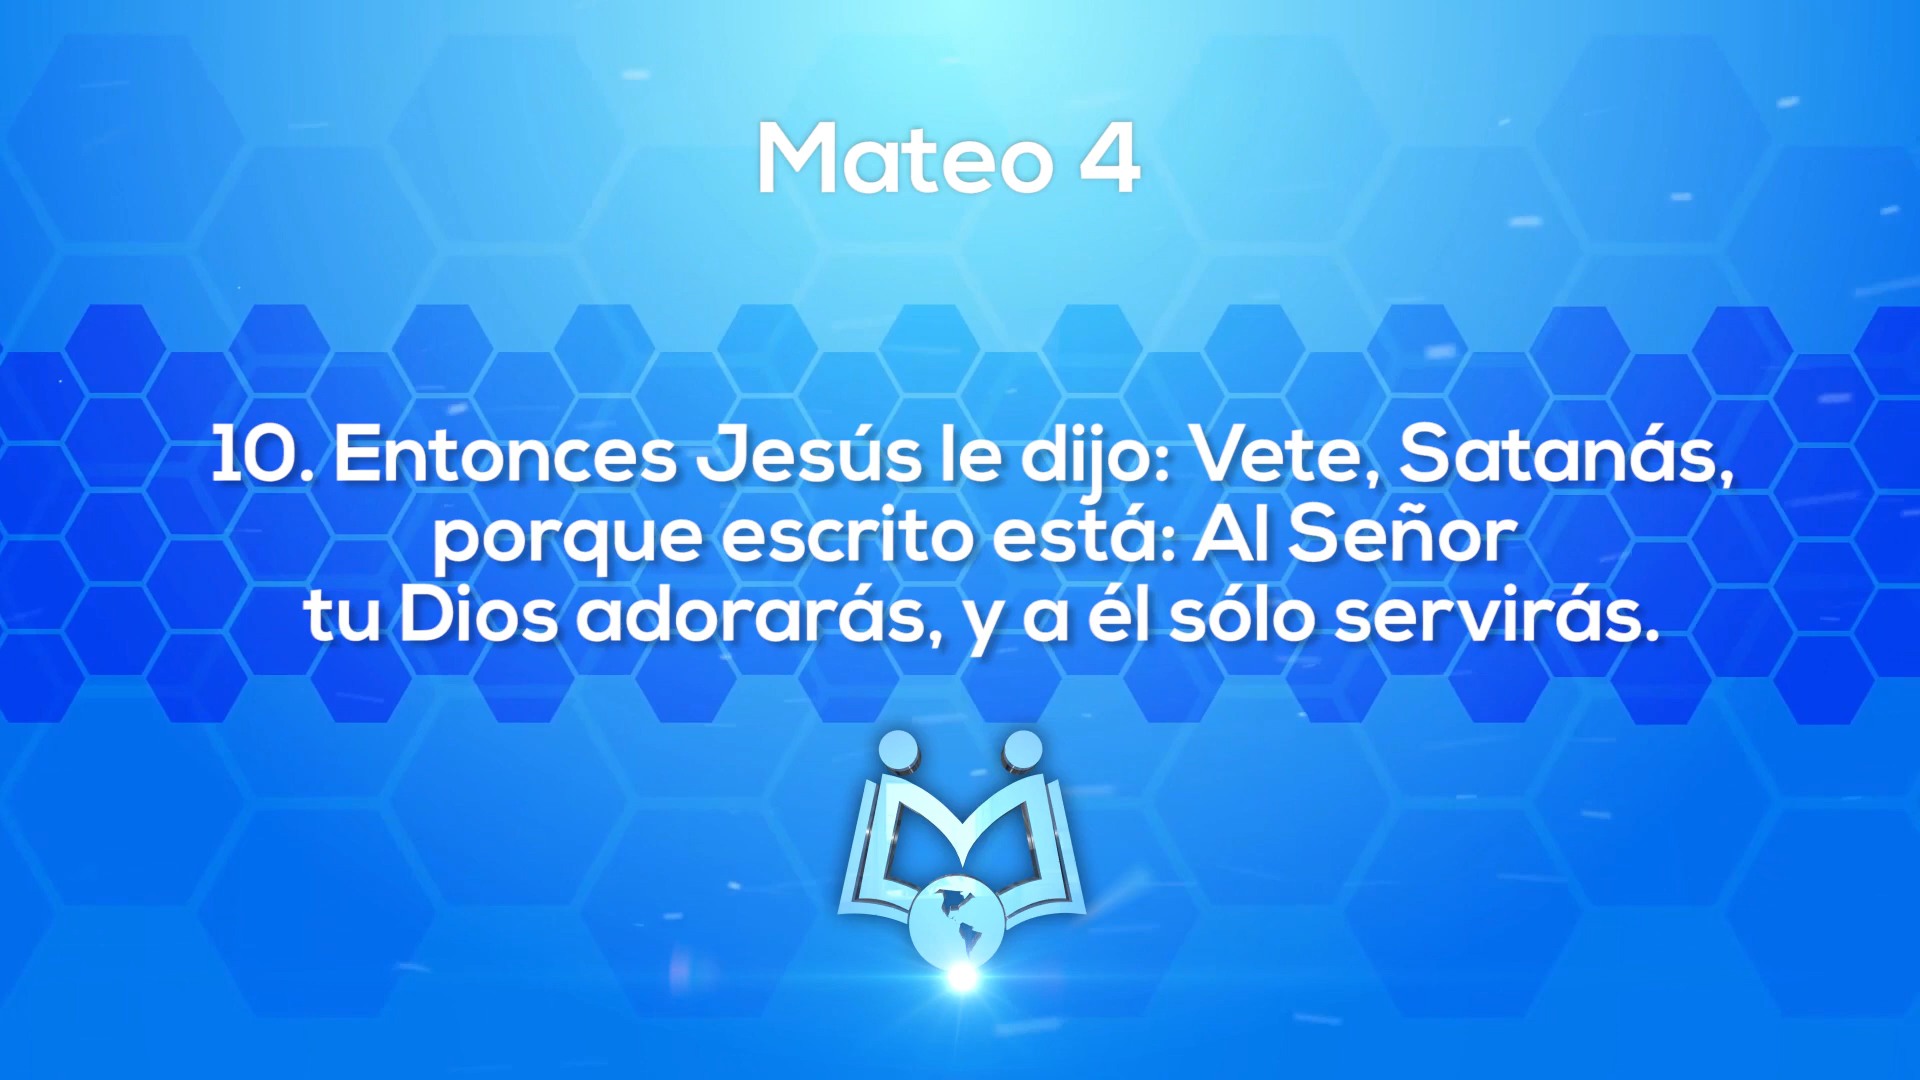 Mateo 4
10. Entonces Jesús le dijo: Vete, Satanás,
porque escrito está: Al Señor
tu Dios adorarás, y a él sólo servirás.